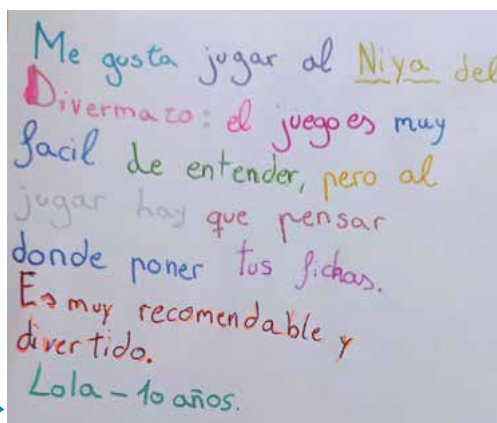 Me gusta jugar al Niya del
Divermazo: el juego es muy
facil de entender, pero al
jugar hay que pensar
donde poner tus fichas.
Es muy recomendable y
divertido.
Lola - 10 años.